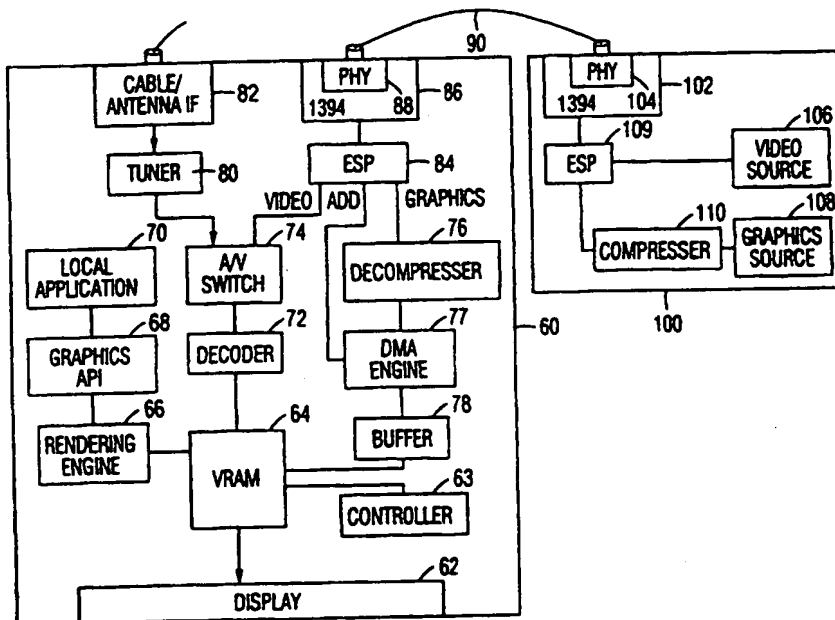 90
CABLE/
ANTENNA IF
82
PHY
88
1394
86
PHY
104
1394
102
109
106
TUNER
80
ESP
84
ESP
VIDEO
SOURCE
VIDEO
ADD
GRAPHICS
108
70
74
76
110
LOCAL
APPLICATION
A/V
SWITCH
DECOMPRESSER
COMPRESSER
GRAPHICS
SOURCE
68
72
77
60
100
GRAPHICS
API
DECODER
DMA
ENGINE
66
64
78
RENDERING
ENGINE
VRAM
BUFFER
63
CONTROLLER
62
DISPLAY